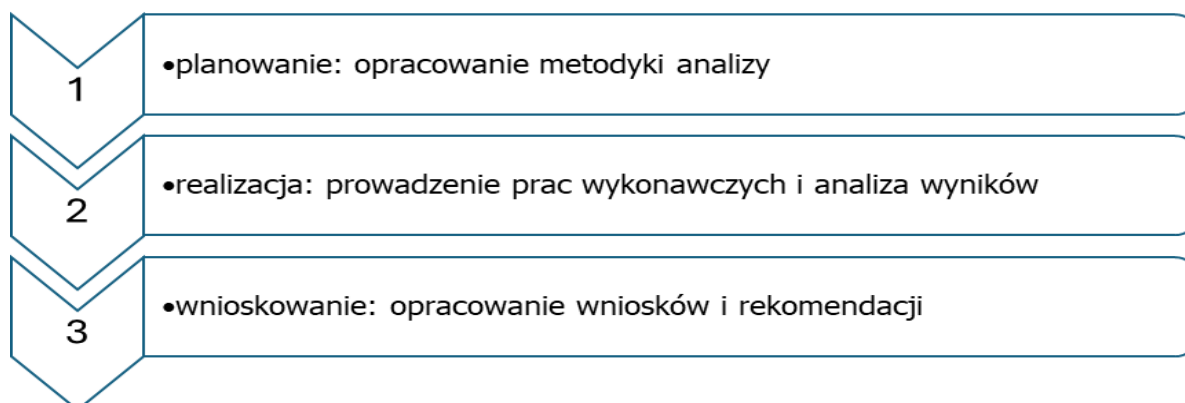 1
•planowanie: opracowanie metodyki analizy
2
•realizacja: prowadzenie prac wykonawczych i analiza wyników
3
•wnioskowanie: opracowanie wniosków i rekomendacji